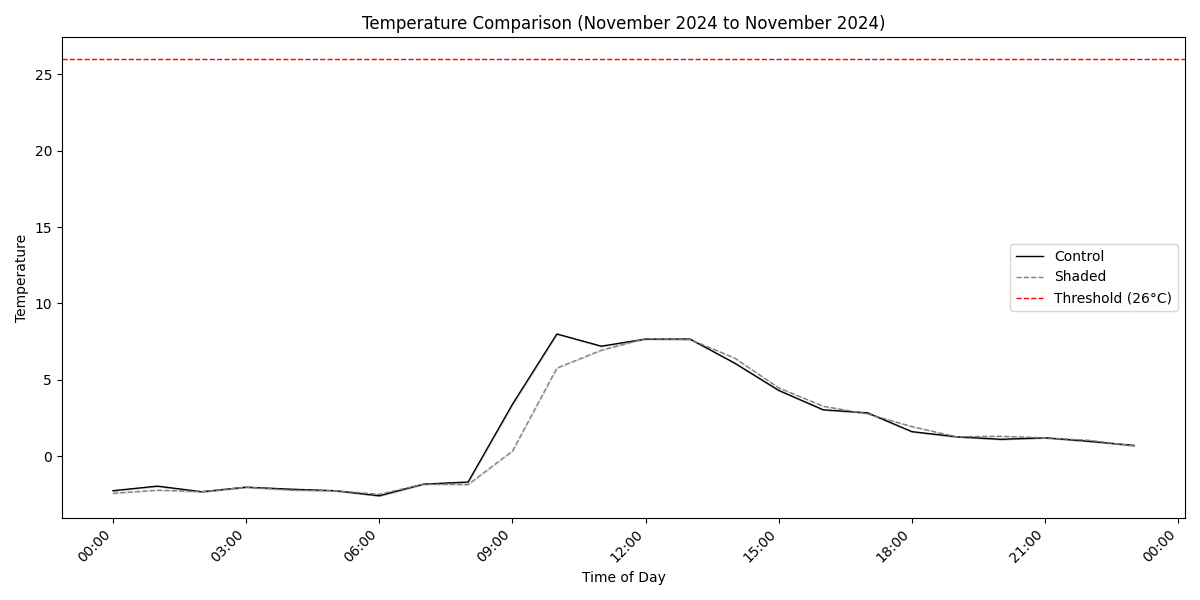 Temperature Comparison (November 2024 to November 2024)
Temperature
25
20
15
10
5
0
Control
Shaded
Threshold (26°C)
00:00
03:00
06:00
09:00
12:00
15:00
18:00
21:00
00:00
Time of Day